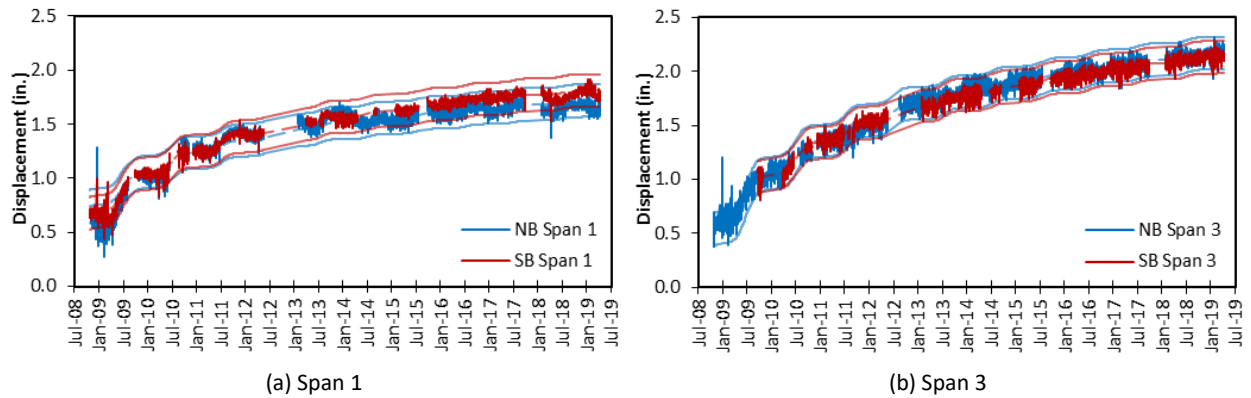 2.5
2.0
1.5
1.0
0.5
0.0
Displacement (in.)
NB Span 1
SB Span 1
Jul-08
Jan-09
Jul-09
Jan-10
Jul-10
Jan-11
Jul-11
Jan-12
Jul-12
Jan-13
Jul-13
Jan-14
Jul-14
Jan-15
Jul-15
Jan-16
Jul-16
Jan-17
Jul-17
Jan-18
Jul-18
Jan-19
Jul-19
(a) Span 1
2.5
2.0
1.5
1.0
0.5
0.0
Displacement (in.)
NB Span 3
SB Span 3
Jul-08
Jan-09
Jul-09
Jan-10
Jul-10
Jan-11
Jul-11
Jan-12
Jul-12
Jan-13
Jul-13
Jan-14
Jul-14
Jan-15
Jul-15
Jan-16
Jul-16
Jan-17
Jul-17
Jan-18
Jul-18
Jan-19
Jul-19
(b) Span 3